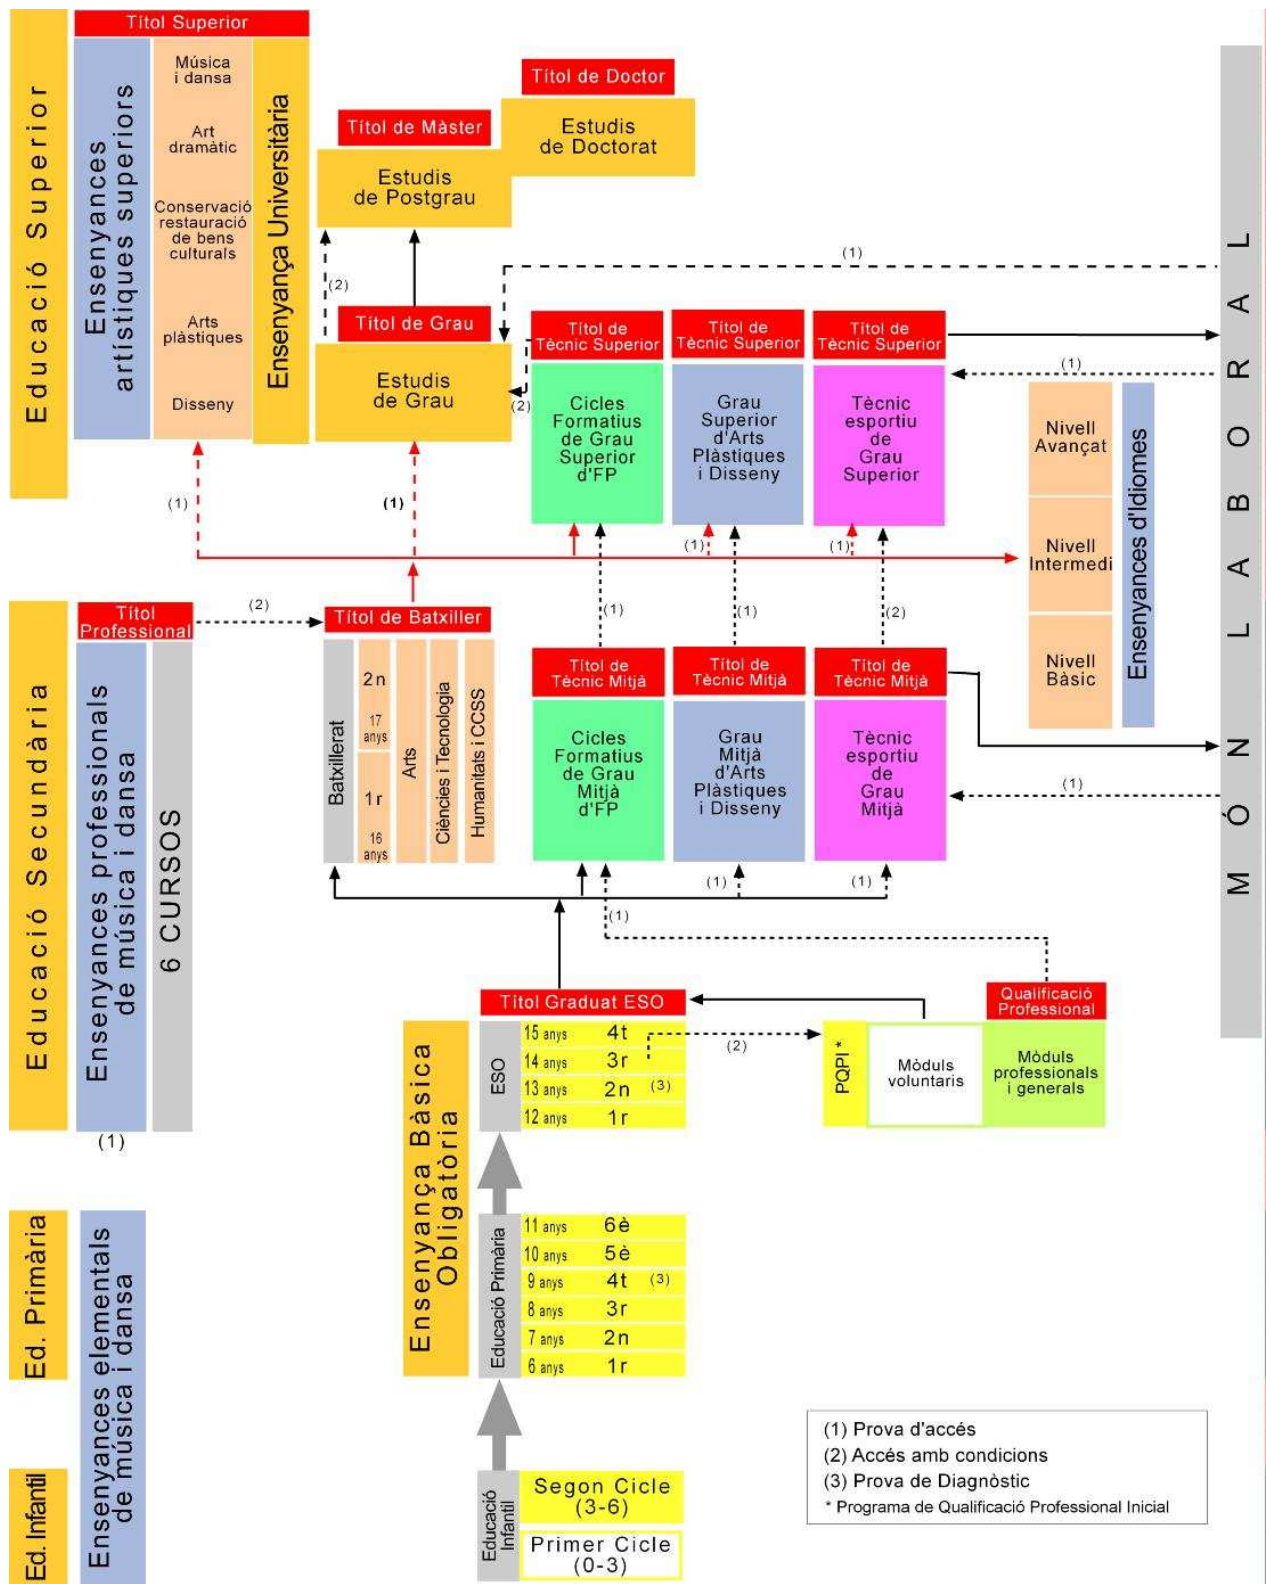 Títol Superior
Educació Superior
Ensenyances
artístiques superiors
Música
i dansa
Art
dramàtic
Conservació
restauració
de bens
culturals
Arts
plàstiques
Disseny
Ensenyança Universitària
Títol de Doctor
Estudis
de Doctorat
Títol de Màster
Estudis
de Postgrau
(2)
(1)
Títol de Grau
Estudis
de Grau
(2)
Títol de
Tècnic Superior
Títol de
Tècnic Superior
Títol de
Tècnic Superior
Cicles
Formatius
de Grau
Superior
d'FP
Grau
Superior
d'Arts
Plàstiques
i Disseny
Tècnic
esportiu
de
Grau
Superior
(1)
Nivell
Avançat
Nivell
Intermedi
Nivell
Bàsic
Ensenyances d'Idiomes
MÓN LABORAL
(1)
(1)
(1)
(1)
(1)
(1)
(2)
Educació Secundària
Títol
Professional
(2)
Ensenyances professionals
de música i dansa
6 CURSOS
(1)
Títol de Batxiller
Batxillerat
2n
17
anys
1r
16
anys
Arts
Ciències i Tecnologia
Humanitats i CCSS
Títol de
Tècnic Mitjà
Títol de
Tècnic Mitjà
Títol de
Tècnic Mitjà
Cicles
Formatius
de Grau
Mitjà
d'FP
Grau
Mitjà
d'Arts
Plàstiques
i Disseny
Tècnic
esportiu
de
Grau
Mitjà
(1)
(1)
(1)
(1)
Ensenyança Bàsica
Obligatòria
Títol Graduat ESO
ESO
15 anys 4t
14 anys 3r
13 anys 2n (3)
12 anys 1r
(2)
PQPI *
Mòduls
voluntaris
Qualificació
Professional
Mòduls
professionals
i generals
Ed. Primària
Ensenyances elementals
de música i dansa
Educació Primària
11 anys 6è
10 anys 5è
9 anys 4t (3)
8 anys 3r
7 anys 2n
6 anys 1r
Ed. Infantil
Educació
Infantil
Segon Cicle
(3-6)
Primer Cicle
(0-3)
(1) Prova d'accés
(2) Accés amb condicions
(3) Prova de Diagnòstic
* Programa de Qualificació Professional Inicial